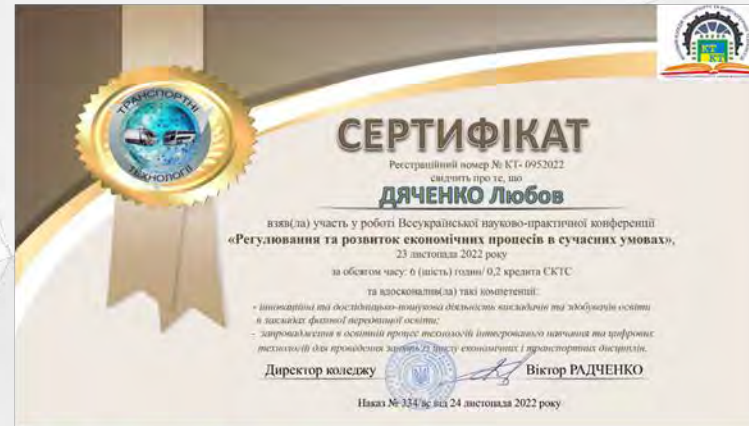 ТРАНСПОРТНІ
ТЕХНОЛОГІЇ
КТ
КТ
СЕРТИФІКАТ
Реєстраційний номер № КТ- 0952022
свідчить про те, що
ДЯЧЕНКО Любов
взяв(ла) участь у роботі Всеукраїнської науково-практичної конференції
«Регулювання та розвиток економічних процесів в сучасних умовах»,
23 листопада 2022 року
за обсягом часу: 6 (шість) годин/ 0,2 кредита ЄКТС
та вдосконалив(ла) такі компетенції:
- інноваційна та дослідницько-пошукова діяльність викладачів та здобувачів освіти
в закладах фахової передвищої освіти;
- запровадження в освітній процес технологій інтегрованого навчання та цифрових
технологій для проведення занять із циклу економічних і транспортних дисциплін.
Директор коледжу Віктор РАДЧЕНКО
Наказ № 334 від 24 листопада 2022 року